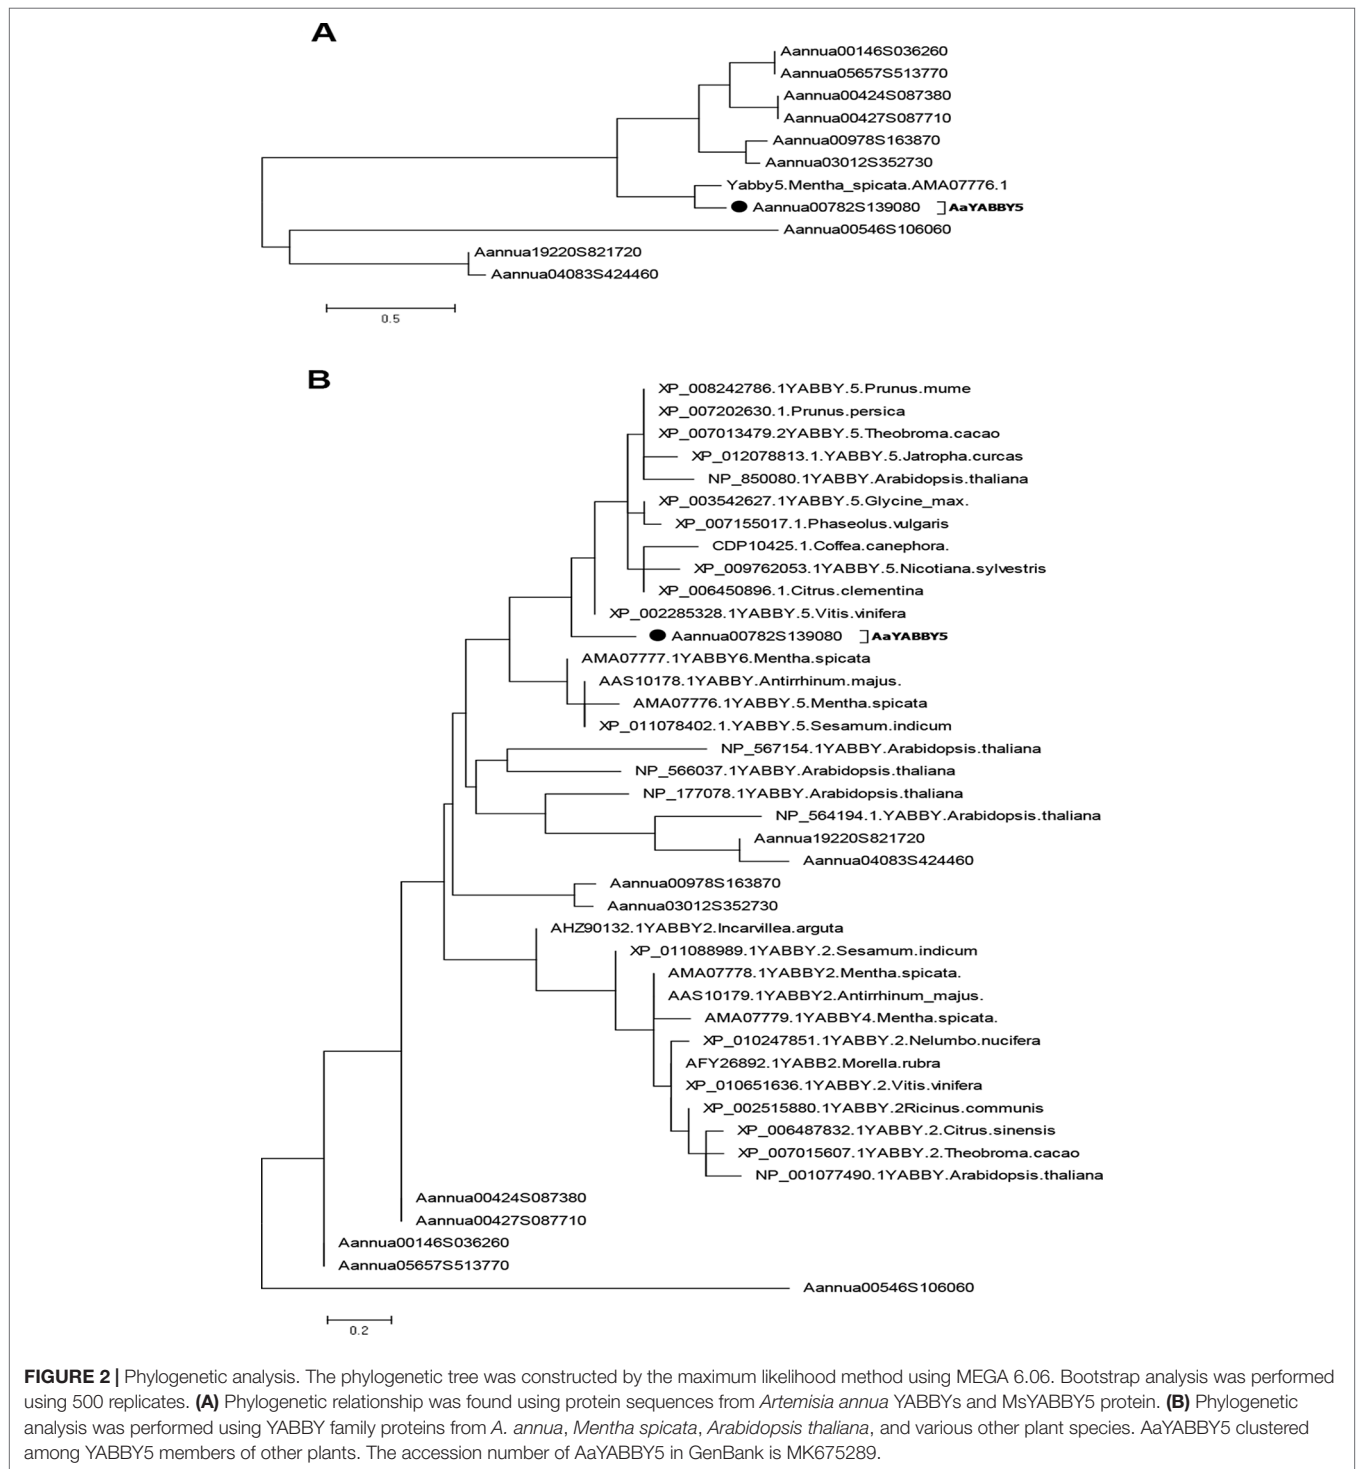 A
Aannua00146S036260
Aannua05657S513770
Aannua00424S087380
Aannua00427S087710
Aannua00978S163870
Aannua03012S352730
Yabby5.Mentha_spicata.AMA07776.1
Aannua00782S139080 AaYABBY5
Aannua00546S106060
Aannua19220S821720
Aannua04083S424460
0.5
B
XP_008242786.1YABBY.5.Prunus.mume
XP_007202630.1.Prunus.persica
XP_007013479.2YABBY.5.Theobroma.cacao
XP_012078813.1.YABBY.5.Jatropha.curcas
NP_850080.1YABBY.Arabidopsis.thaliana
XP_003542627.1YABBY.5.Glycine_max.
XP_007155017.1.Phaseolus.vulgaris
CDP10425.1.Coffea.canephora.
XP_009762053.1YABBY.5.Nicotiana.sylvestris
XP_006450896.1.Citrus.clementina
XP_002285328.1YABBY.5.Vitis.vinifera
Aannua00782S139080 AaYABBY5
AMA07777.1YABBY6.Mentha.spicata
AAS10178.1YABBY.Antirrhinum.majus.
AMA07776.1YABBY.5.Mentha.spicata
XP_011078402.1.YABBY.5.Sesamum.indicum
NP_567154.1YABBY.Arabidopsis.thaliana
NP_566037.1YABBY.Arabidopsis.thaliana
NP_177078.1YABBY.Arabidopsis.thaliana
NP_564194.1.YABBY.Arabidopsis.thaliana
Aannua19220S821720
Aannua04083S424460
Aannua00978S163870
Aannua03012S352730
AHZ90132.1YABBY2.Incarvillea.arguta
XP_011088989.1YABBY.2.Sesamum.indicum
AMA07778.1YABBY2.Mentha.spicata.
AAS10179.1YABBY2.Antirrhinum_majus.
AMA07779.1YABBY4.Mentha.spicata.
XP_010247851.1YABBY.2.Nelumbo.nucifera
AFY26892.1YABB2.Morella.rubra
XP_010651636.1YABBY.2.Vitis.vinifera
XP_002515880.1YABBY.2Ricinus.communis
XP_006487832.1YABBY.2.Citrus.sinensis
XP_007015607.1YABBY.2.Theobroma.cacao
NP_001077490.1YABBY.Arabidopsis.thaliana
Aannua00424S087380
Aannua00427S087710
Aannua00146S036260
Aannua05657S513770
Aannua00546S106060
0.2
FIGURE 2 | Phylogenetic analysis. The phylogenetic tree was constructed by the maximum likelihood method using MEGA 6.06. Bootstrap analysis was performed
using 500 replicates. (A) Phylogenetic relationship was found using protein sequences from Artemisia annua YABBYs and MsYABBY5 protein. (B) Phylogenetic
analysis was performed using YABBY family proteins from A. annua, Mentha spicata, Arabidopsis thaliana, and various other plant species. AaYABBY5 clustered
among YABBY5 members of other plants. The accession number of AaYABBY5 in GenBank is MK675289.